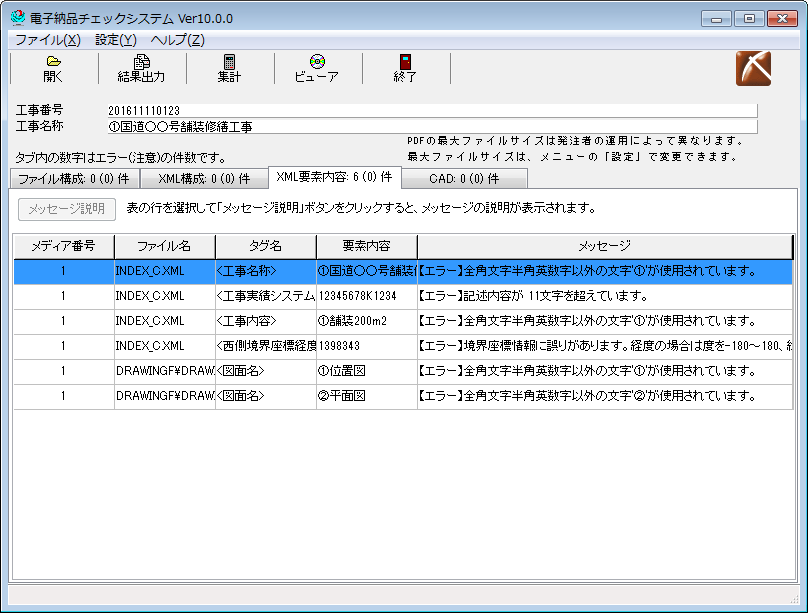 電子納品チェックシステム Ver10.0.0
ファイル(X) 設定(Y) ヘルプ(Z)
開く 結果出力 集計 ビューア 終了
工事番号 201611110123
工事名称 ①国道〇〇号舗装修繕工事
PDFの最大ファイルサイズは発注者の運用によって異なります。
タブ内の数字はエラー(注意)の件数です。 最大ファイルサイズは、メニューの「設定」で変更できます。
ファイル構成: 0 (0) 件 XML構成: 0 (0) 件 XML要素内容: 6 (0) 件 CAD: 0 (0) 件
メッセージ説明 表の行を選択して「メッセージ説明」ボタンをクリックすると、メッセージの説明が表示されます。
メディア番号 ファイル名 タグ名 要素内容 メッセージ
1 INDEX_C.XML <工事名称> ①国道〇〇号舗装 【エラー】全角文字半角英数字以外の文字'①'が使用されています。
1 INDEX_C.XML <工事実績システム 12345678K1234 【エラー】記述内容が 11文字を超えています。
1 INDEX_C.XML <工事内容> ①舗装200m2 【エラー】全角文字半角英数字以外の文字'①'が使用されています。
1 INDEX_C.XML <西側境界座標経度 1398343 【エラー】境界座標情報に誤りがあります。経度の場合は度を-180～180、
1 DRAWINGF¥DRAW <図面名> ①位置図 【エラー】全角文字半角英数字以外の文字'①'が使用されています。
1 DRAWINGF¥DRAW <図面名> ②平面図 【エラー】全角文字半角英数字以外の文字'②'が使用されています。